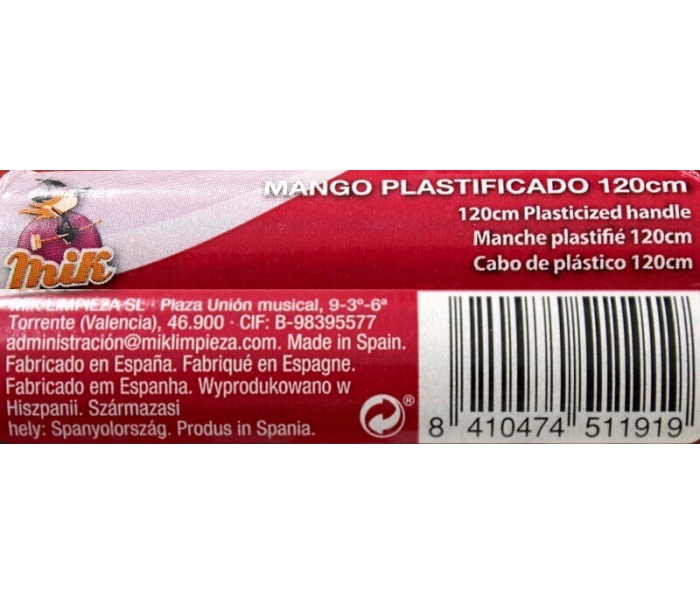 MANGO PLASTIFICADO 120cm
120cm Plasticized handle
Manche plastifié 120cm
Cabo de plástico 120cm
mik
MIK LIMPIEZA SL · Plaza Unión musical, 9-3º-6ª
Torrente (Valencia), 46.900 · CIF: B-98395577
administración@miklimpieza.com. Made in Spain.
Fabricado en España. Fabriqué en Espagne.
Fabricado em Espanha. Wyprodukowano w
Hiszpanii. Származasi
hely: Spanyolország. Produs in Spania.
®
8 410474 511919